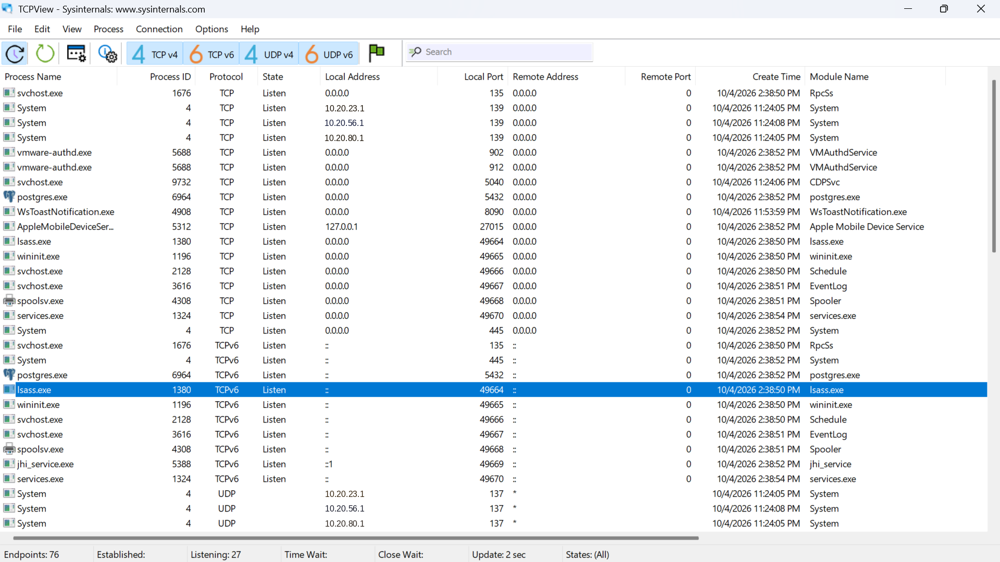 TCPView - Sysinternals: www.sysinternals.com
File Edit View Process Connection Options Help
4 TCP v4 6 TCP v6 4 UDP v4 6 UDP v6 Search
Process Name Process ID Protocol State Local Address Local Port Remote Address Remote Port Create Time Module Name
svchost.exe 1676 TCP Listen 0.0.0.0 135 0.0.0.0 0 10/4/2026 2:38:50 PM RpcSs
System 4 TCP Listen 10.20.23.1 139 0.0.0.0 0 10/4/2026 11:24:05 PM System
System 4 TCP Listen 10.20.56.1 139 0.0.0.0 0 10/4/2026 11:24:08 PM System
System 4 TCP Listen 10.20.80.1 139 0.0.0.0 0 10/4/2026 11:24:05 PM System
vmware-authd.exe 5688 TCP Listen 0.0.0.0 902 0.0.0.0 0 10/4/2026 2:38:52 PM VMAuthdService
vmware-authd.exe 5688 TCP Listen 0.0.0.0 912 0.0.0.0 0 10/4/2026 2:38:52 PM VMAuthdService
svchost.exe 9732 TCP Listen 0.0.0.0 5040 0.0.0.0 0 10/4/2026 11:24:06 PM CDPSvc
postgres.exe 6964 TCP Listen 0.0.0.0 5432 0.0.0.0 0 10/4/2026 2:38:52 PM postgres.exe
WsToastNotification.exe 4908 TCP Listen 0.0.0.0 8090 0.0.0.0 0 10/4/2026 11:53:59 PM WsToastNotification.exe
AppleMobileDeviceSer... 5312 TCP Listen 127.0.0.1 27015 0.0.0.0 0 10/4/2026 2:38:52 PM Apple Mobile Device Service
lsass.exe 1380 TCP Listen 0.0.0.0 49664 0.0.0.0 0 10/4/2026 2:38:50 PM lsass.exe
wininit.exe 1196 TCP Listen 0.0.0.0 49665 0.0.0.0 0 10/4/2026 2:38:50 PM wininit.exe
svchost.exe 2128 TCP Listen 0.0.0.0 49666 0.0.0.0 0 10/4/2026 2:38:50 PM Schedule
svchost.exe 3616 TCP Listen 0.0.0.0 49667 0.0.0.0 0 10/4/2026 2:38:51 PM EventLog
spoolsv.exe 4308 TCP Listen 0.0.0.0 49668 0.0.0.0 0 10/4/2026 2:38:51 PM Spooler
services.exe 1324 TCP Listen 0.0.0.0 49670 0.0.0.0 0 10/4/2026 2:38:54 PM services.exe
System 4 TCP Listen 0.0.0.0 445 0.0.0.0 0 10/4/2026 2:38:52 PM System
svchost.exe 1676 TCPv6 Listen :: 135 :: 0 10/4/2026 2:38:50 PM RpcSs
System 4 TCPv6 Listen :: 445 :: 0 10/4/2026 2:38:52 PM System
postgres.exe 6964 TCPv6 Listen :: 5432 :: 0 10/4/2026 2:38:52 PM postgres.exe
lsass.exe 1380 TCPv6 Listen :: 49664 :: 0 10/4/2026 2:38:50 PM lsass.exe
wininit.exe 1196 TCPv6 Listen :: 49665 :: 0 10/4/2026 2:38:50 PM wininit.exe
svchost.exe 2128 TCPv6 Listen :: 49666 :: 0 10/4/2026 2:38:50 PM Schedule
svchost.exe 3616 TCPv6 Listen :: 49667 :: 0 10/4/2026 2:38:51 PM EventLog
spoolsv.exe 4308 TCPv6 Listen :: 49668 :: 0 10/4/2026 2:38:51 PM Spooler
jhi_service.exe 5388 TCPv6 Listen ::1 49669 :: 0 10/4/2026 2:38:52 PM jhi_service
services.exe 1324 TCPv6 Listen :: 49670 :: 0 10/4/2026 2:38:54 PM services.exe
System 4 UDP 10.20.23.1 137 * 10/4/2026 11:24:05 PM System
System 4 UDP 10.20.56.1 137 * 10/4/2026 11:24:08 PM System
System 4 UDP 10.20.80.1 137 * 10/4/2026 11:24:05 PM System
Endpoints: 76 Established: Listening: 27 Time Wait: Close Wait: Update: 2 sec States: (All)